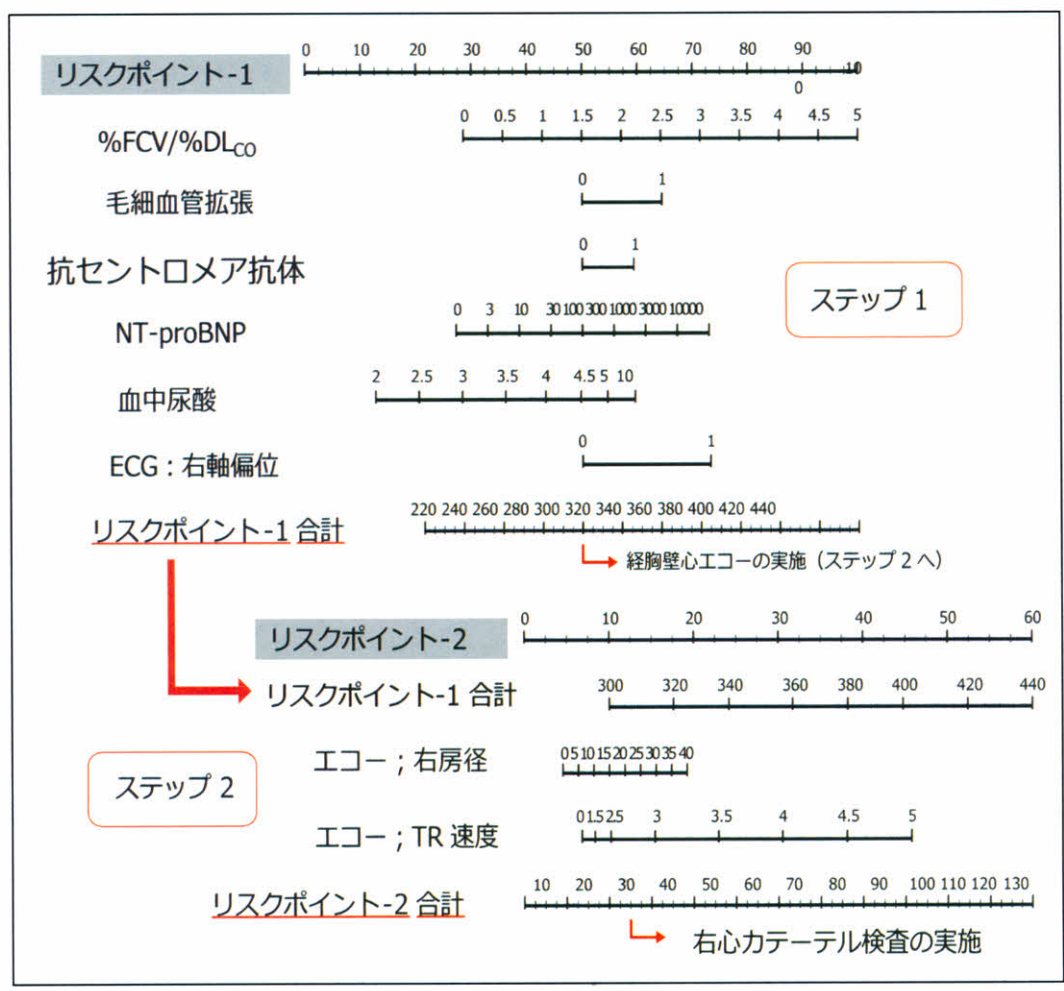 0 10 20 30 40 50 60 70 80 90 10
リスクポイント-1
0
0 0.5 1 1.5 2 2.5 3 3.5 4 4.5 5
%FCV/%DLCO
0 1
毛細血管拡張
0 1
抗セントロメア抗体
ステップ 1
0 3 10 30 100 300 1000 3000 10000
NT-proBNP
2 2.5 3 3.5 4 4.5 5 10
血中尿酸
0 1
ECG：右軸偏位
220 240 260 280 300 320 340 360 380 400 420 440
リスクポイント-1 合計
経胸壁心エコーの実施（ステップ 2 へ）
0 10 20 30 40 50 60
リスクポイント-2
300 320 340 360 380 400 420 440
リスクポイント-1 合計
0 5 10 15 20 25 30 35 40
エコー；右房径
ステップ 2
0 1.5 2.5 3 3.5 4 4.5 5
エコー；TR 速度
10 20 30 40 50 60 70 80 90 100 110 120 130
リスクポイント-2 合計
右心カテーテル検査の実施